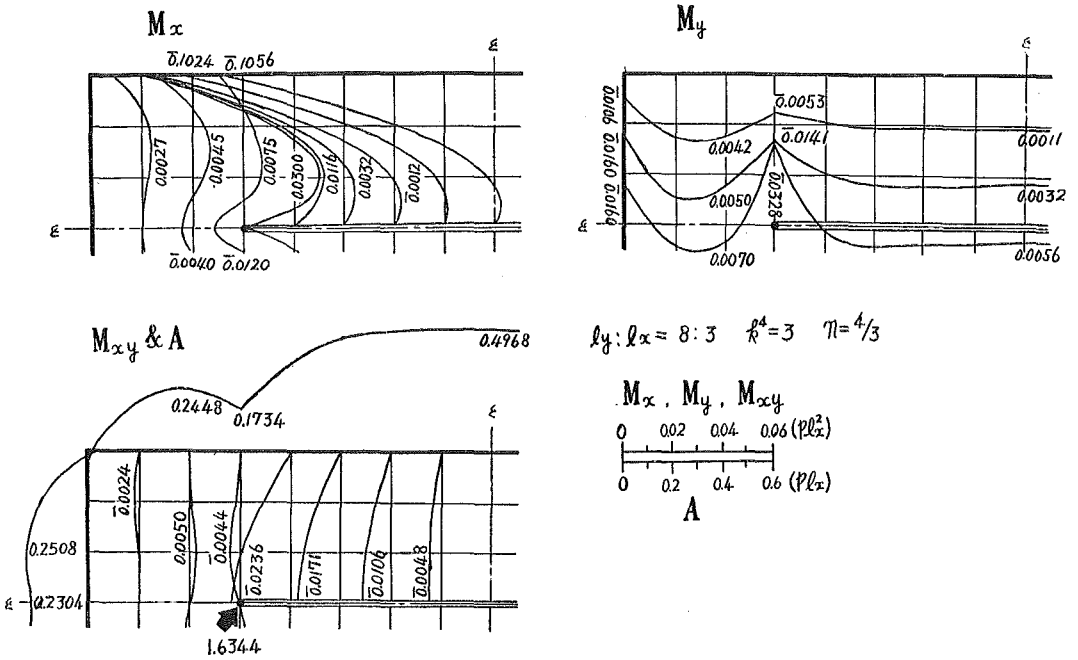 Mx
0̄.1024 0̄.1056
ε
0.0027
0.0045
0.0075
0.0300
0.0116
0.0032
0̄.0012
ε
0̄.0040 0̄.0120
My
ε
0̄.0106
0̄.0160
0̄.0160
0̄.0053
0̄.0141
0.0042
0.0011
0.0050
0̄.0328
0.0032
ε
0.0070
0.0056
Mxy & A
0.4968
0.2448
0.1734
ε
0̄.0024
0.0050
0̄.0044
0̄.0236
0̄.0171
0̄.0106
0̄.0048
0.2508
ε 0.2304
1.6344
ly : lx = 8 : 3 k⁴=3 n=4/3
Mx , My , Mxy
0 0.02 0.04 0.06 (plx²)
0 0.2 0.4 0.6 (plx)
A